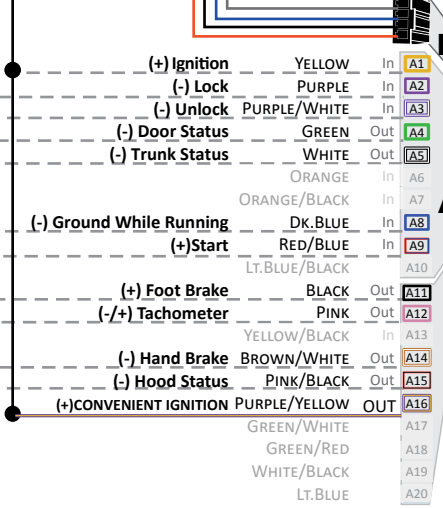 (+) Ignition YELLOW In A1
(-) Lock PURPLE In A2
(-) Unlock PURPLE/WHITE In A3
(-) Door Status GREEN Out A4
(-) Trunk Status WHITE Out A5
ORANGE In A6
ORANGE/BLACK In A7
(-) Ground While Running DK.BLUE In A8
(+)Start RED/BLUE In A9
LT.BLUE/BLACK A10
(+) Foot Brake BLACK Out A11
(-/+) Tachometer PINK Out A12
YELLOW/BLACK In A13
(-) Hand Brake BROWN/WHITE Out A14
(-) Hood Status PINK/BLACK Out A15
(+)CONVENIENT IGNITION PURPLE/YELLOW OUT A16
GREEN/WHITE A17
GREEN/RED A18
WHITE/BLACK A19
LT.BLUE A20